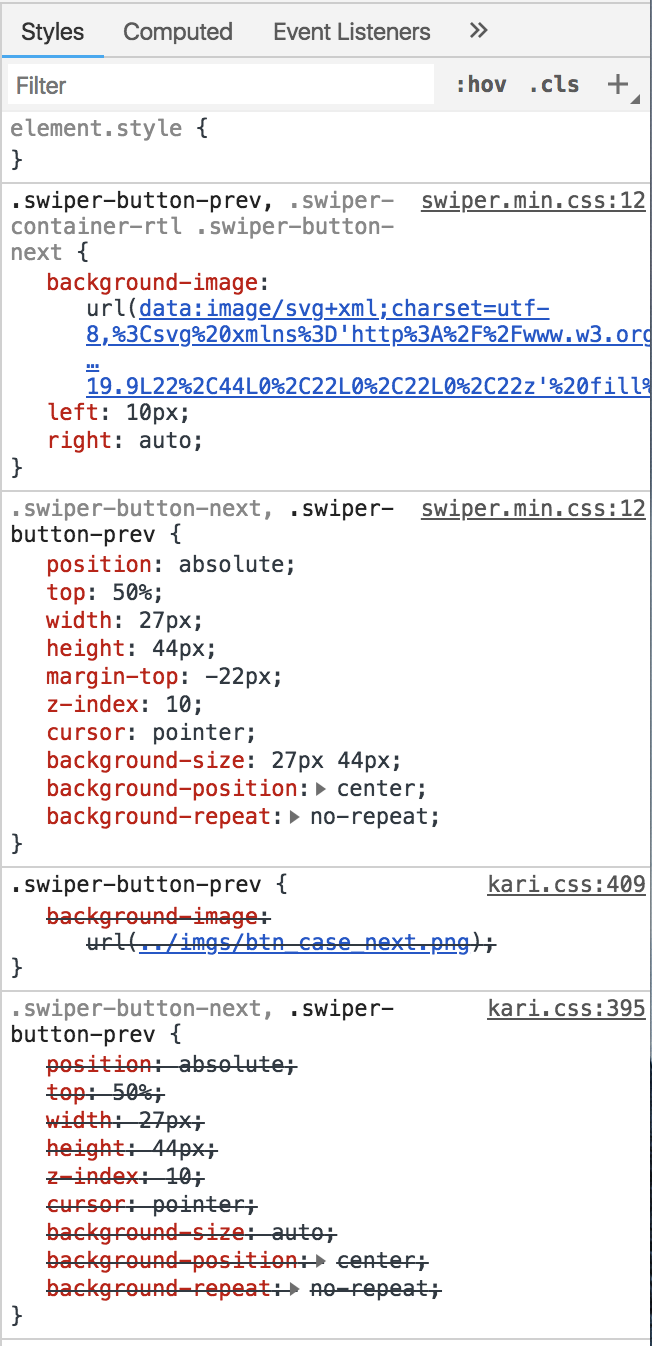 Styles Computed Event Listeners »
Filter :hov .cls +
element.style {
}
.swiper-button-prev, .swiper- swiper.min.css:12
container-rtl .swiper-button-
next {
background-image:
url(data:image/svg+xml;charset=utf-
8,%3Csvg%20xmlns%3D'http%3A%2F%2Fwww.w3.org
…
19.9L22%2C44L0%2C22L0%2C22L0%2C22z'%20fill%
left: 10px;
right: auto;
}
.swiper-button-next, .swiper- swiper.min.css:12
button-prev {
position: absolute;
top: 50%;
width: 27px;
height: 44px;
margin-top: -22px;
z-index: 10;
cursor: pointer;
background-size: 27px 44px;
background-position:▶ center;
background-repeat:▶ no-repeat;
}
.swiper-button-prev { kari.css:409
background-image:
url(../imgs/btn_case_next.png);
}
.swiper-button-next, .swiper- kari.css:395
button-prev {
position: absolute;
top: 50%;
width: 27px;
height: 44px;
z-index: 10;
cursor: pointer;
background-size: auto;
background-position:▶ center;
background-repeat:▶ no-repeat;
}